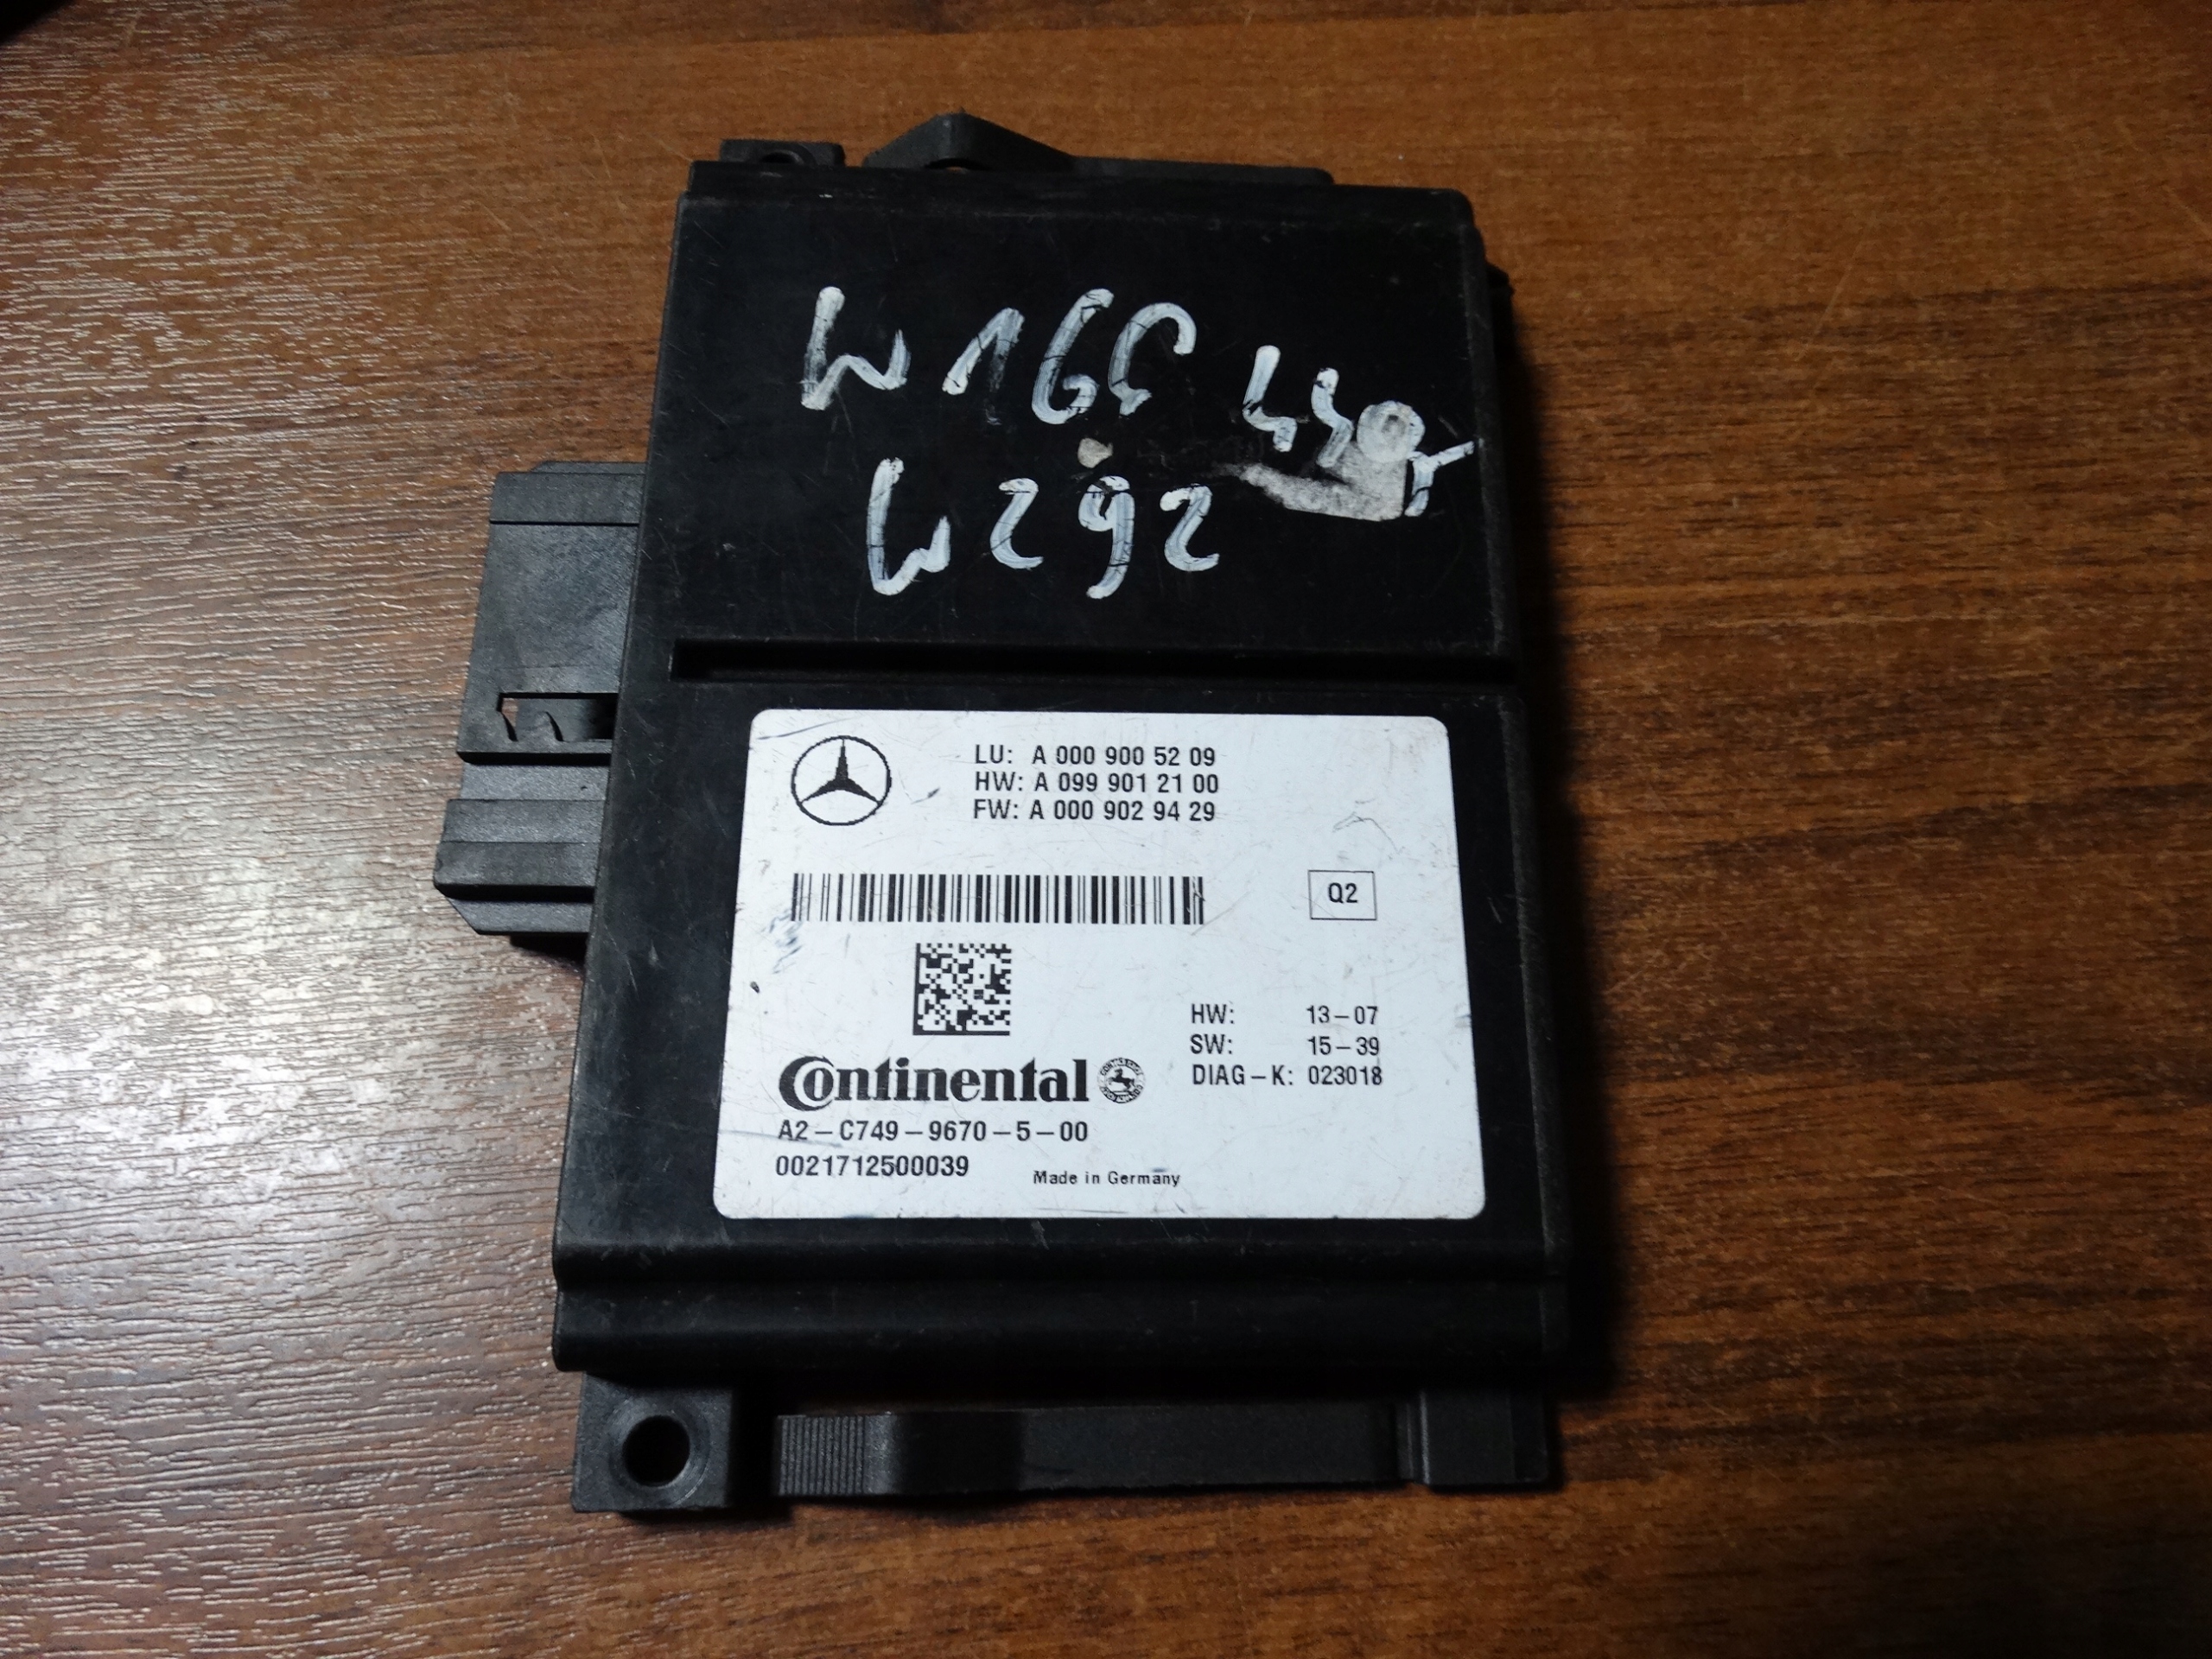 W166
W292
LU: A 000 900 52 09
HW: A 099 901 21 00
FW: A 000 902 94 29
Q2
HW: 13-07
SW: 15-39
DIAG-K: 023018
Continental
A2-C749-9670-5-00
0021712500039
Made in Germany